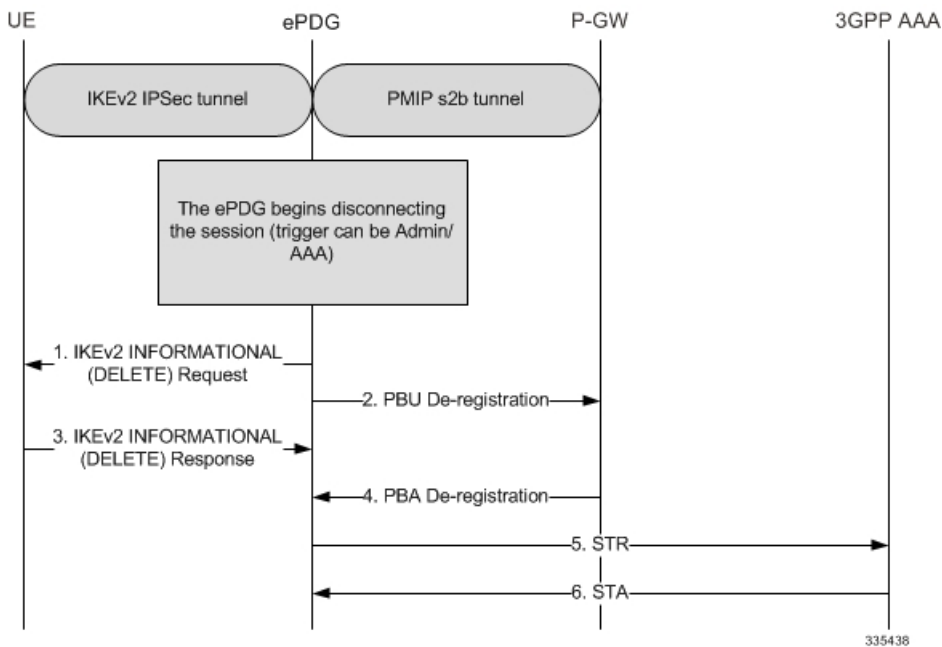 UE ePDG P-GW 3GPP AAA
IKEv2 IPSec tunnel PMIP s2b tunnel
The ePDG begins disconnecting
the session (trigger can be Admin/
AAA)
1. IKEv2 INFORMATIONAL
(DELETE) Request
2. PBU De-registration
3. IKEv2 INFORMATIONAL
(DELETE) Response
4. PBA De-registration
5. STR
6. STA
335438